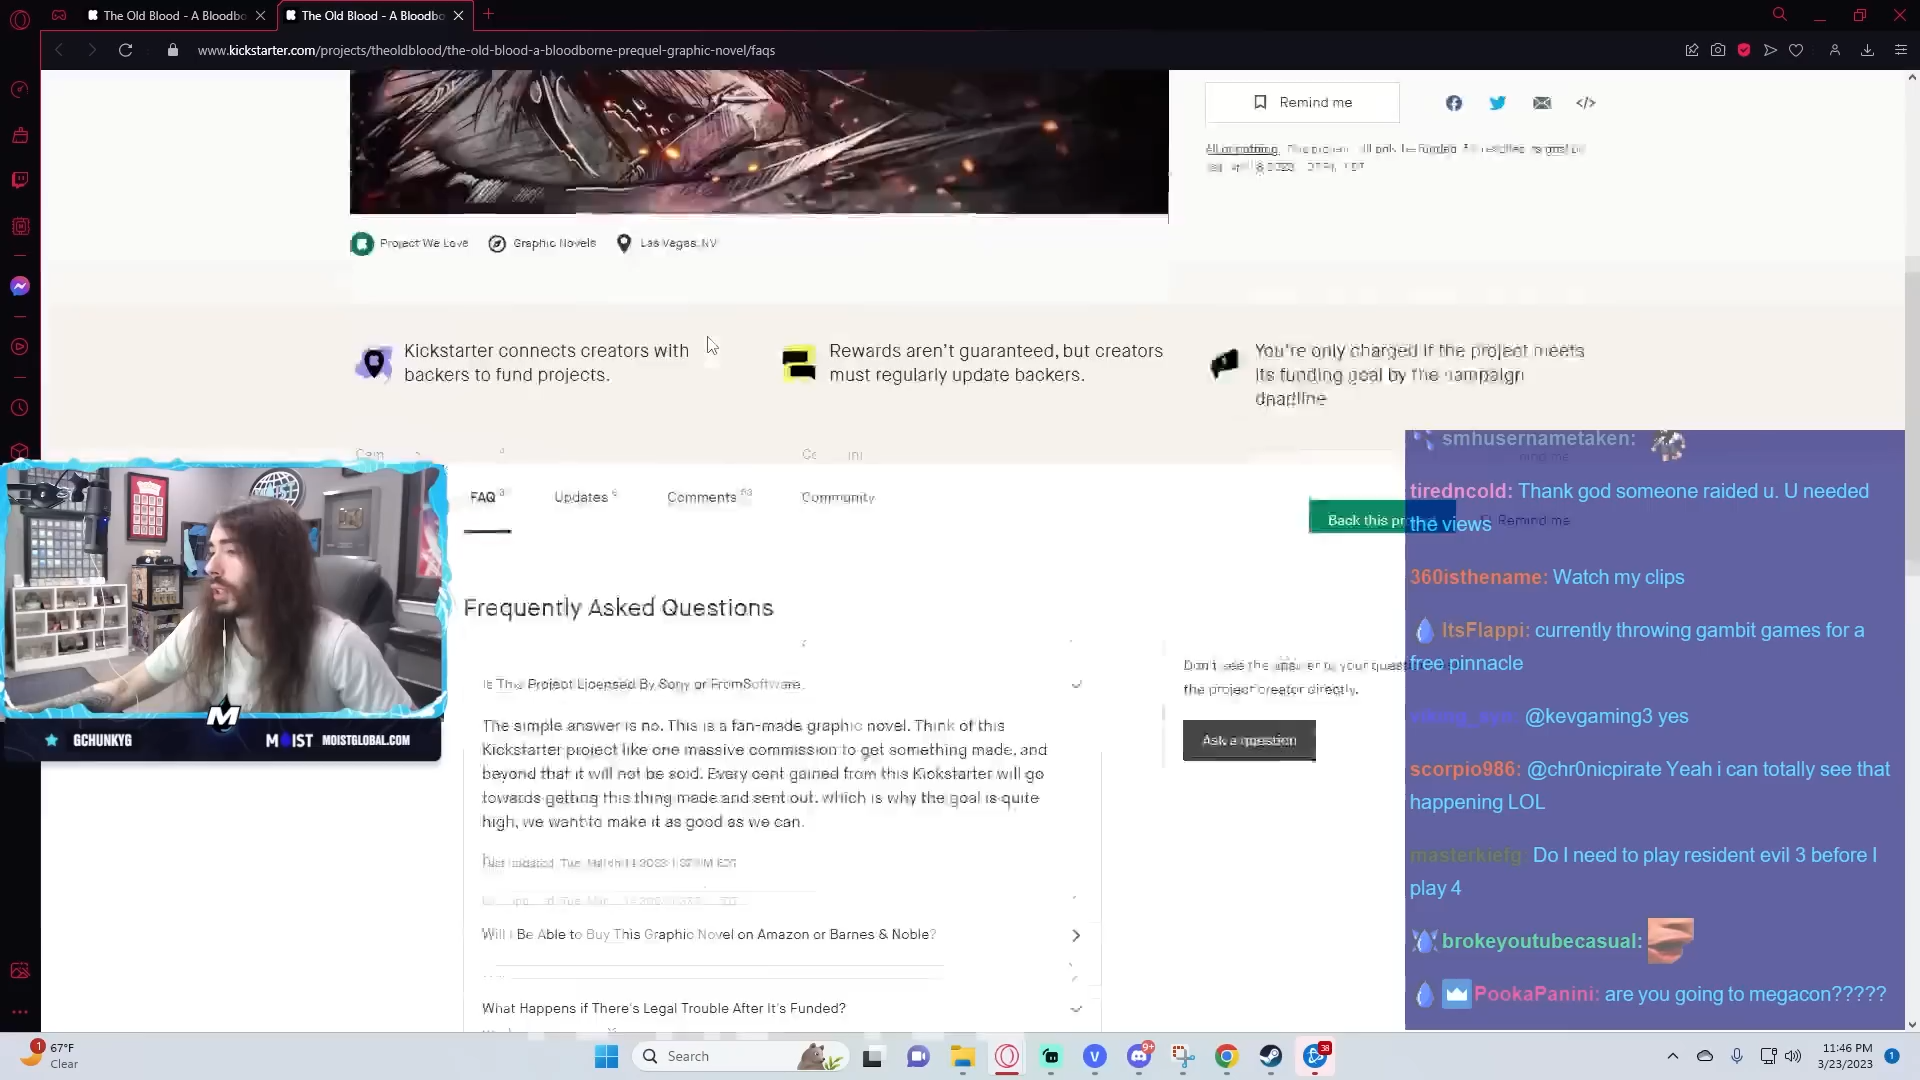 The Old Blood - A Bloodbo
The Old Blood - A Bloodbo
www.kickstarter.com/projects/theoldblood/the-old-blood-a-bloodborne-prequel-graphic-novel/faqs
Remind me
All or nothing.
Project We Love
Graphic Novels
Las Vegas, NV
Kickstarter connects creators with
backers to fund projects.
Rewards aren't guaranteed, but creators
must regularly update backers.
You're only charged if the project meets
its funding goal by the campaign
deadline
FAQ 3
Updates
Comments
Community
Back this pr
Remind me
Frequently Asked Questions
Is This Project Licensed By Sony or FromSoftware.
The simple answer is no. This is a fan-made graphic novel. Think of this
Kickstarter project like one massive commission to get something made, and
beyond that it will not be sold. Every cent gained from this Kickstarter will go
towards getting this thing made and sent out. which is why the goal is quite
high, we want to make it as good as we can.
Will I Be Able to Buy This Graphic Novel on Amazon or Barnes & Noble?
What Happens if There's Legal Trouble After It's Funded?
the project creator directly.
Ask a question
GCHUNKYG
M
MOIST
MOISTGLOBAL.COM
smhusernametaken:
tiredncold: Thank god someone raided u. U needed
the views
360isthename: Watch my clips
ItsFlappi: currently throwing gambit games for a
free pinnacle
@kevgaming3 yes
scorpio986: @chr0nicpirate Yeah i can totally see that
happening LOL
masterkiefg: Do I need to play resident evil 3 before I
play 4
brokeyoutubecasual:
PookaPanini: are you going to megacon?????
1
67°F
Clear
Search
9+
38
11:46 PM
3/23/2023
1